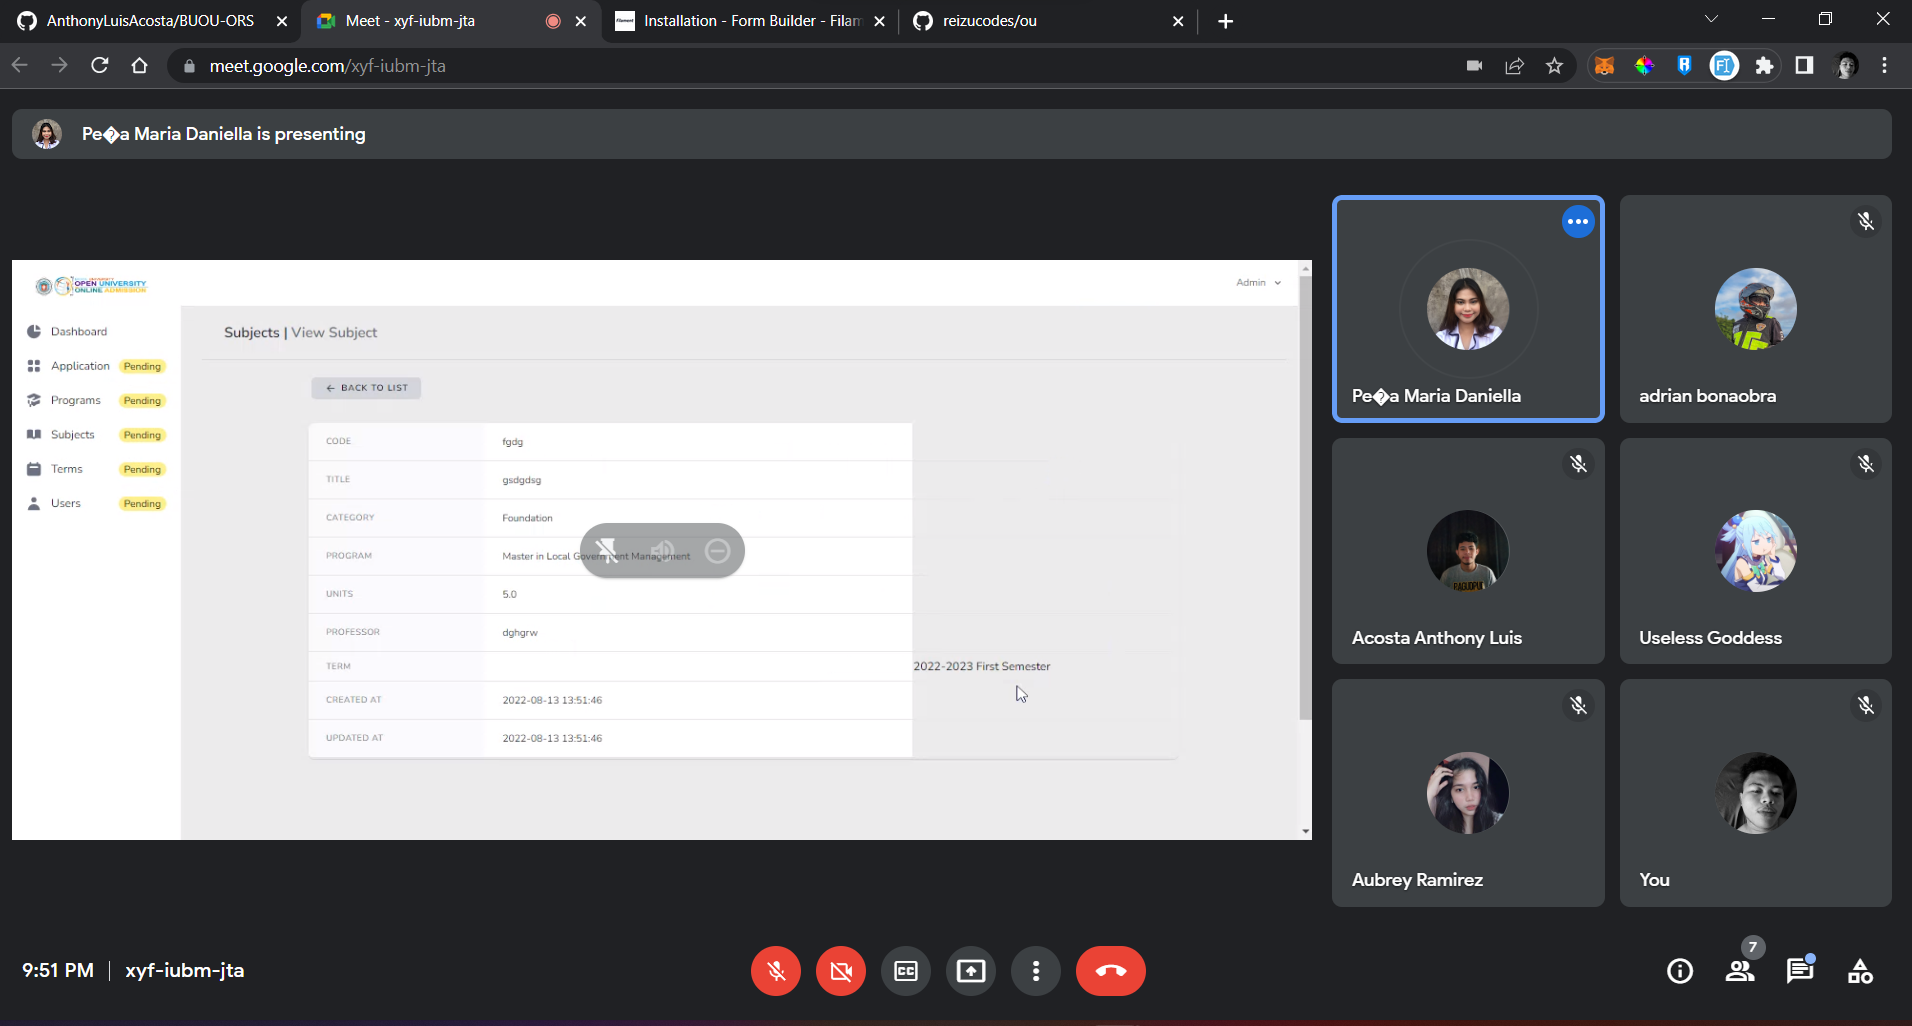 AnthonyLuisAcosta/BUOU-ORS
Meet - xyf-iubm-jta
Installation - Form Builder - Filam
reizucodes/ou
meet.google.com/xyf-iubm-jta
Pe�a Maria Daniella is presenting
OPEN UNIVERSITY
ONLINE ADMISSION
Admin
Dashboard
Application Pending
Programs Pending
Subjects Pending
Terms Pending
Users Pending
Subjects | View Subject
← BACK TO LIST
CODE fgdg
TITLE gsdgdsg
CATEGORY Foundation
PROGRAM Master in Local Government Management
UNITS 5.0
PROFESSOR dghgrw
TERM 2022-2023 First Semester
CREATED AT 2022-08-13 13:51:46
UPDATED AT 2022-08-13 13:51:46
Pe�a Maria Daniella
adrian bonaobra
Acosta Anthony Luis
Useless Goddess
Aubrey Ramirez
You
9:51 PM | xyf-iubm-jta
CC
7